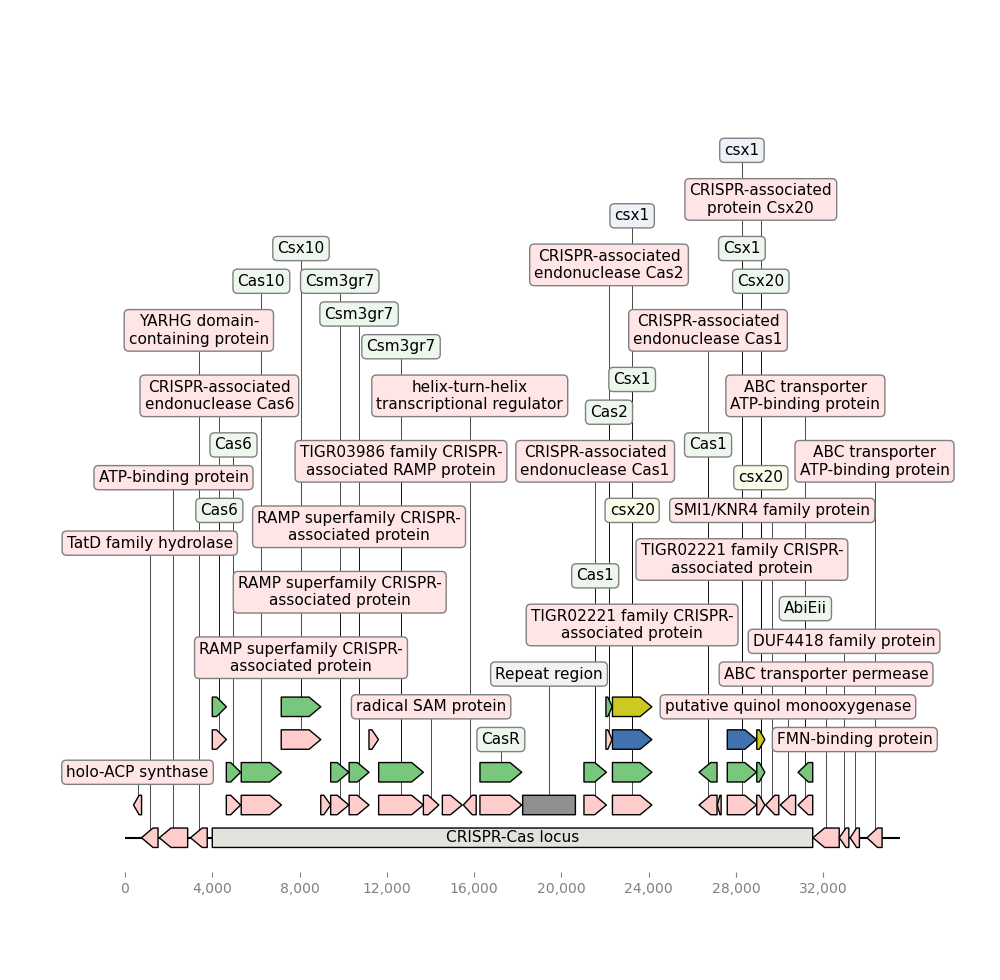 csx1
CRISPR-associated
protein Csx20
csx1
Csx10
Csx1
CRISPR-associated
endonuclease Cas2
Cas10
Csm3gr7
Csx20
Csm3gr7
YARHG domain-
containing protein
CRISPR-associated
endonuclease Cas1
Csm3gr7
Csx1
CRISPR-associated
endonuclease Cas6
helix-turn-helix
transcriptional regulator
ABC transporter
ATP-binding protein
Cas2
Cas6
Cas1
TIGR03986 family CRISPR-
associated RAMP protein
CRISPR-associated
endonuclease Cas1
ABC transporter
ATP-binding protein
ATP-binding protein
csx20
Cas6
csx20
SMI1/KNR4 family protein
RAMP superfamily CRISPR-
associated protein
TatD family hydrolase
TIGR02221 family CRISPR-
associated protein
Cas1
RAMP superfamily CRISPR-
associated protein
AbiEii
TIGR02221 family CRISPR-
associated protein
DUF4418 family protein
RAMP superfamily CRISPR-
associated protein
Repeat region
ABC transporter permease
radical SAM protein
putative quinol monooxygenase
CasR
FMN-binding protein
holo-ACP synthase
CRISPR-Cas locus
0
4,000
8,000
12,000
16,000
20,000
24,000
28,000
32,000